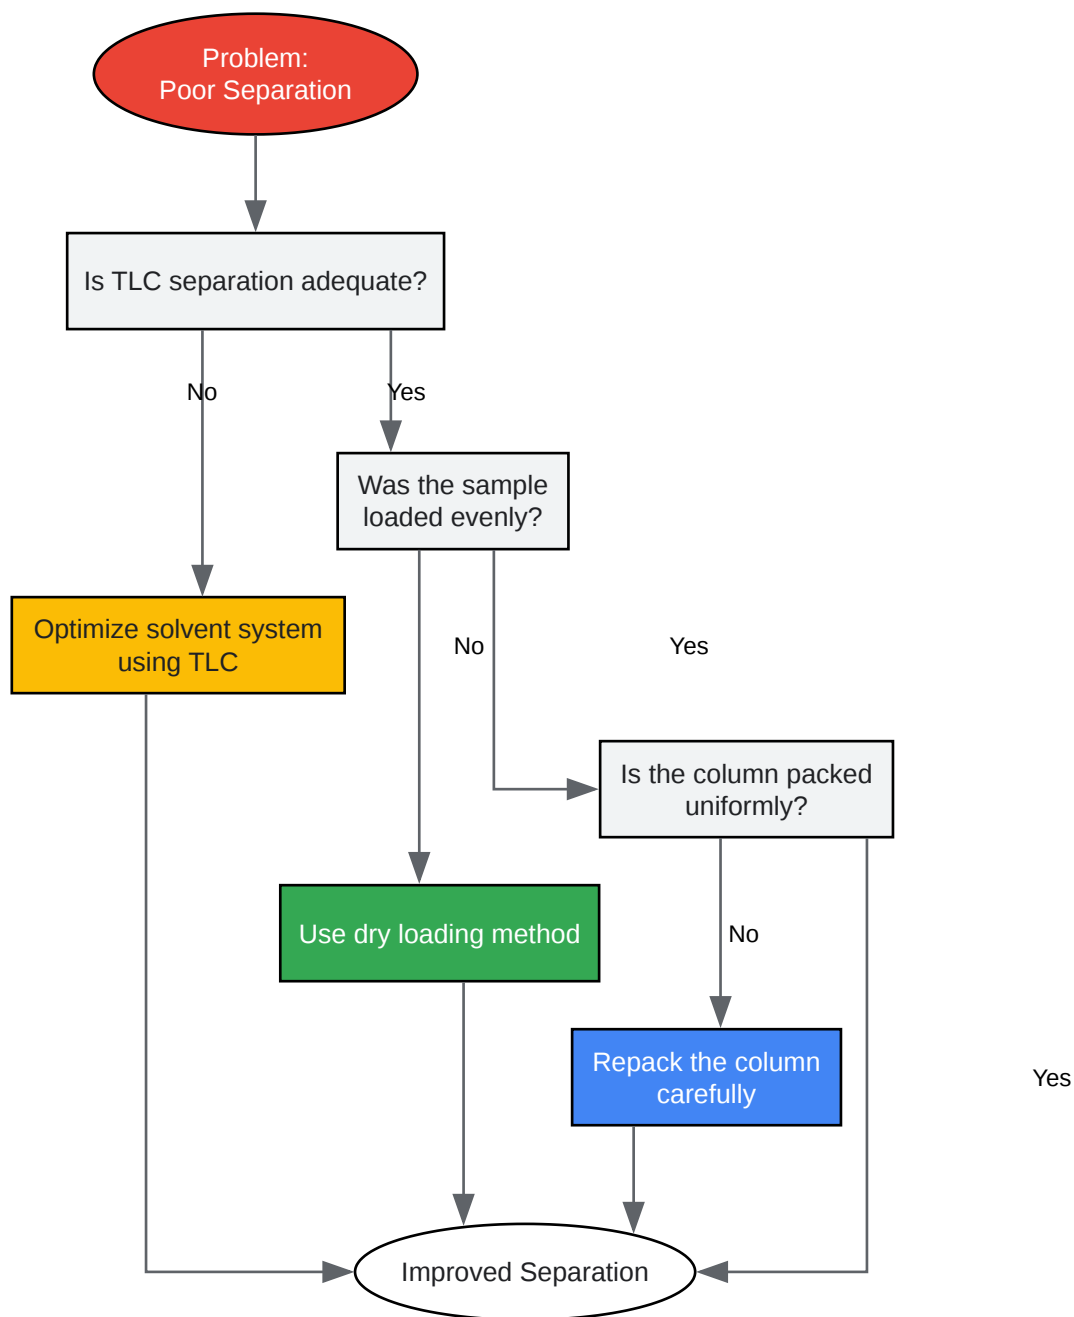 Problem:
Poor Separation
Is TLC separation adequate?
No
Yes
Was the sample
loaded evenly?
Optimize solvent system
using TLC
No
Yes
Is the column packed
uniformly?
Use dry loading method
No
Repack the column
carefully
Yes
Improved Separation